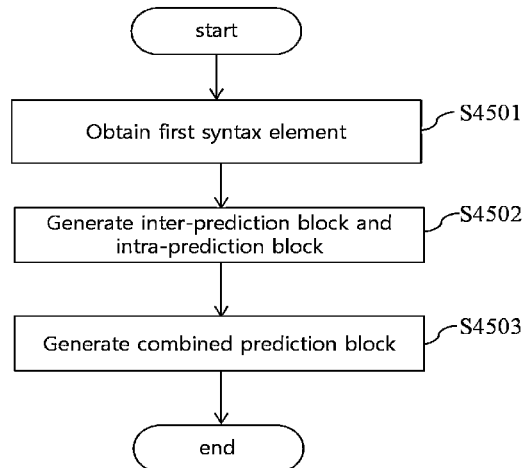 start
Obtain first syntax element
S4501
Generate inter-prediction block and
intra-prediction block
S4502
Generate combined prediction block
S4503
end